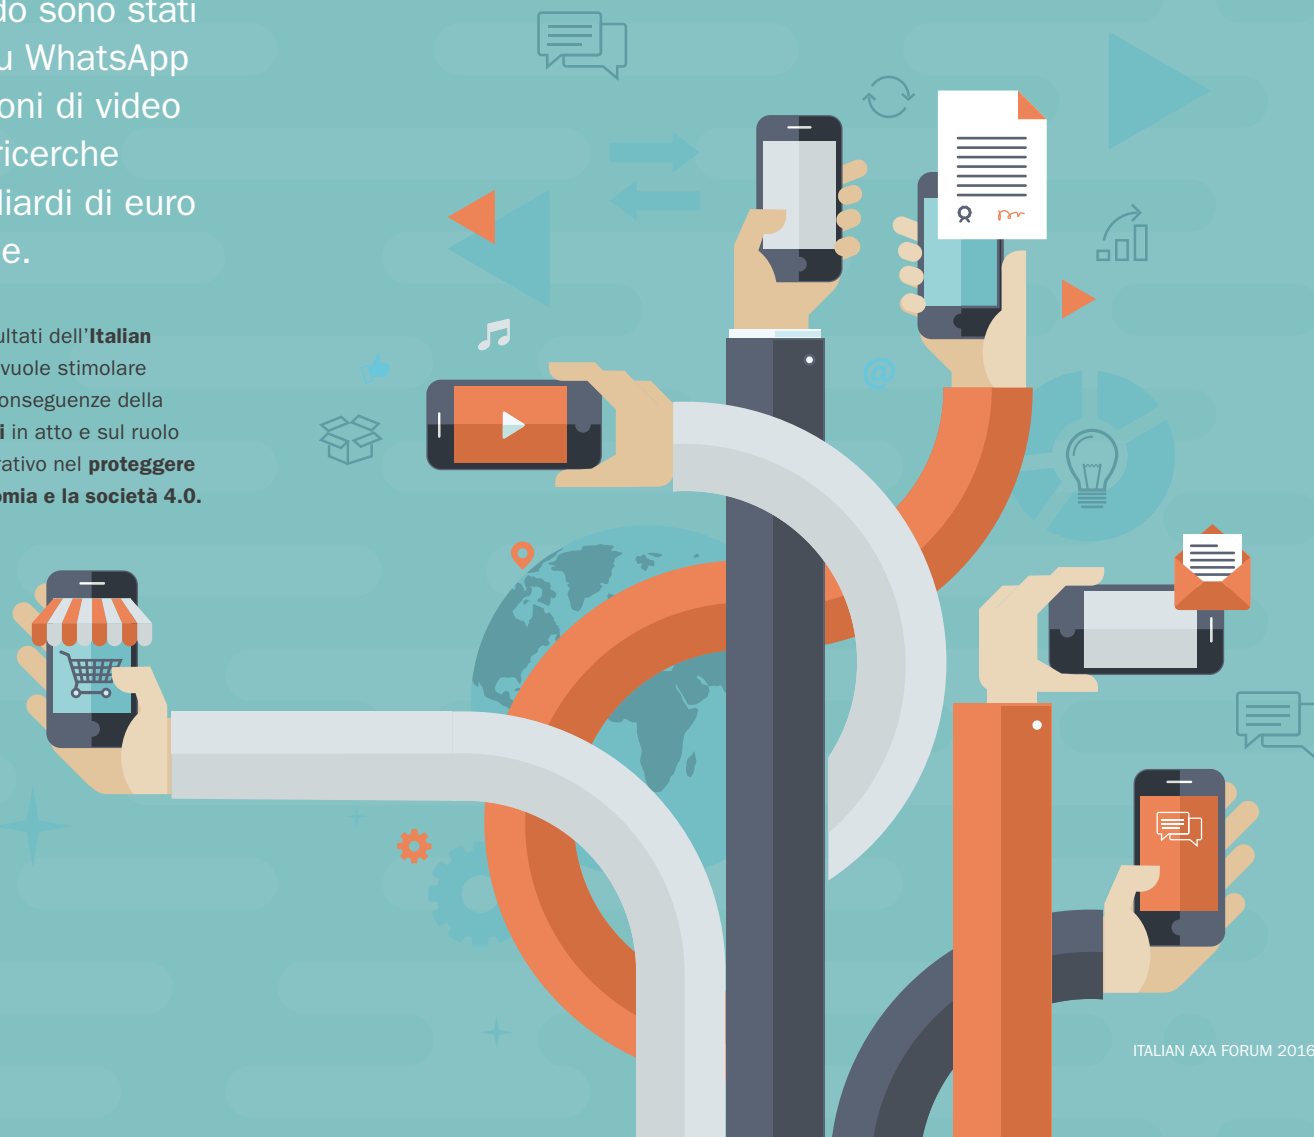 do sono stati
u WhatsApp
oni di video
ricerche
liardi di euro
e.
ultati dell’Italian
vuole stimolare
onseguenze della
i in atto e sul ruolo
rativo nel proteggere
omia e la società 4.0.
@
ITALIAN AXA FORUM 2016